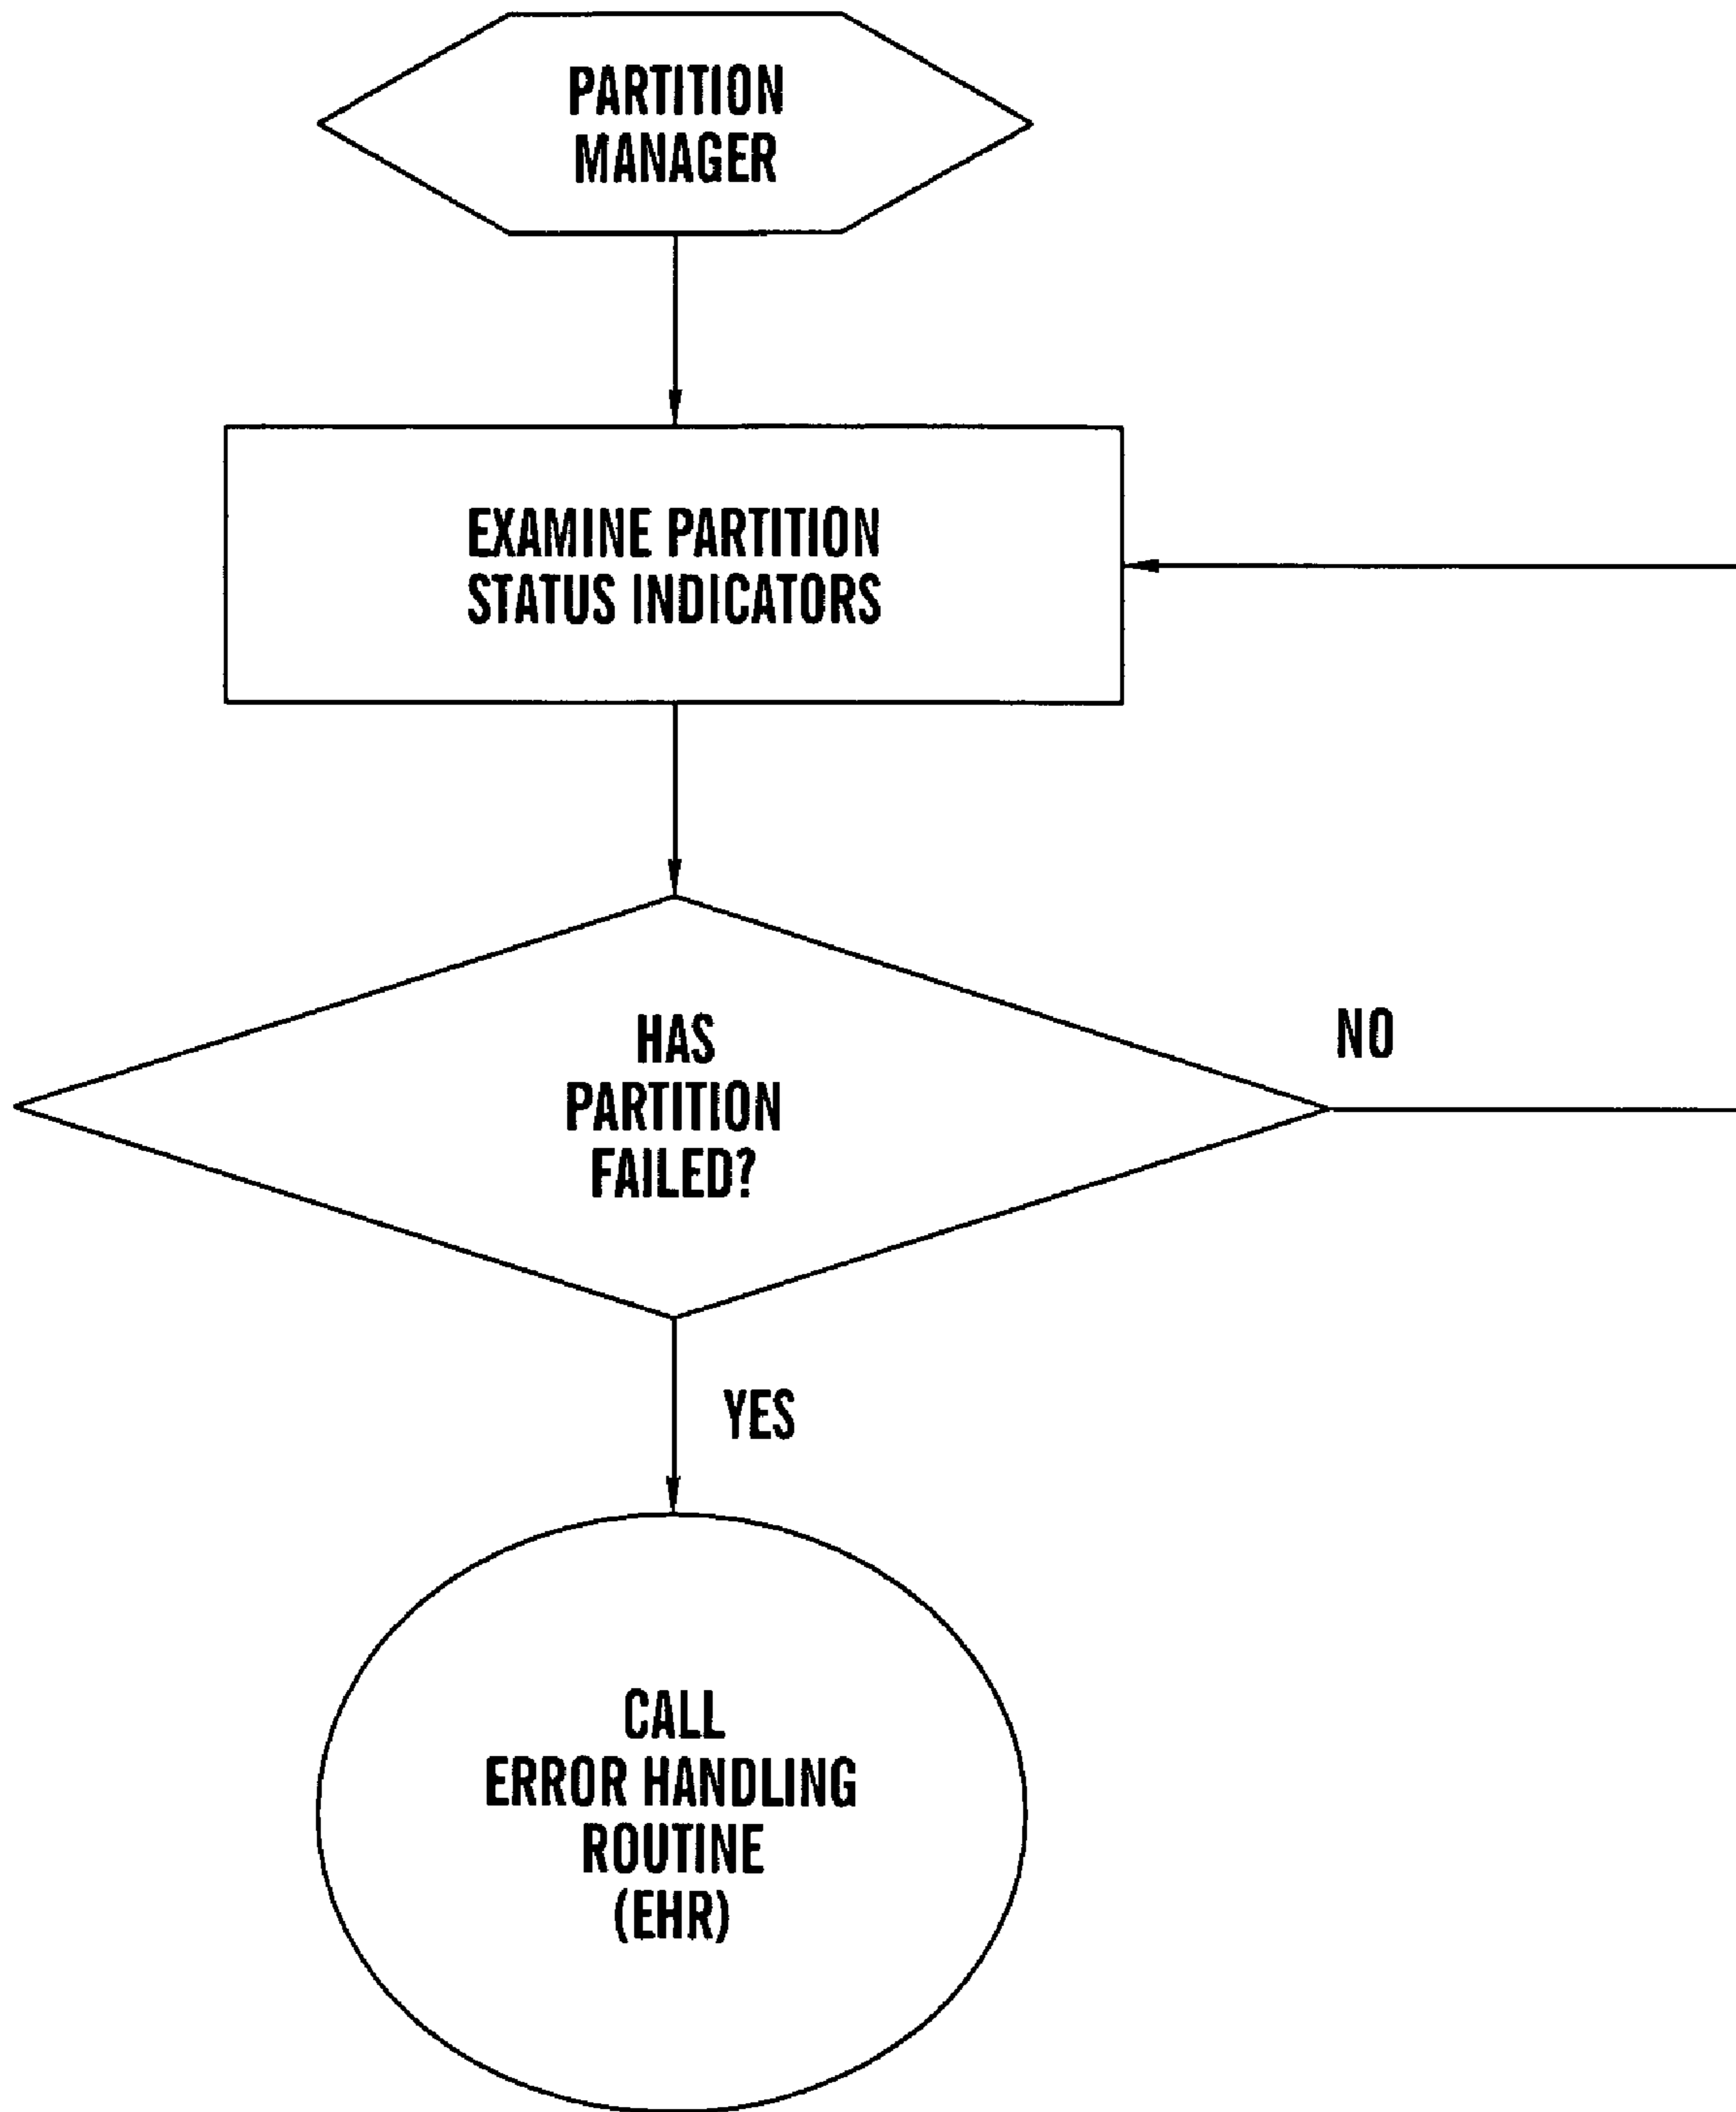 PARTITION
MANAGER
EXAMINE PARTITION
STATUS INDICATORS
HAS
PARTITION
FAILED?
NO
YES
CALL
ERROR HANDLING
ROUTINE
(EHR)